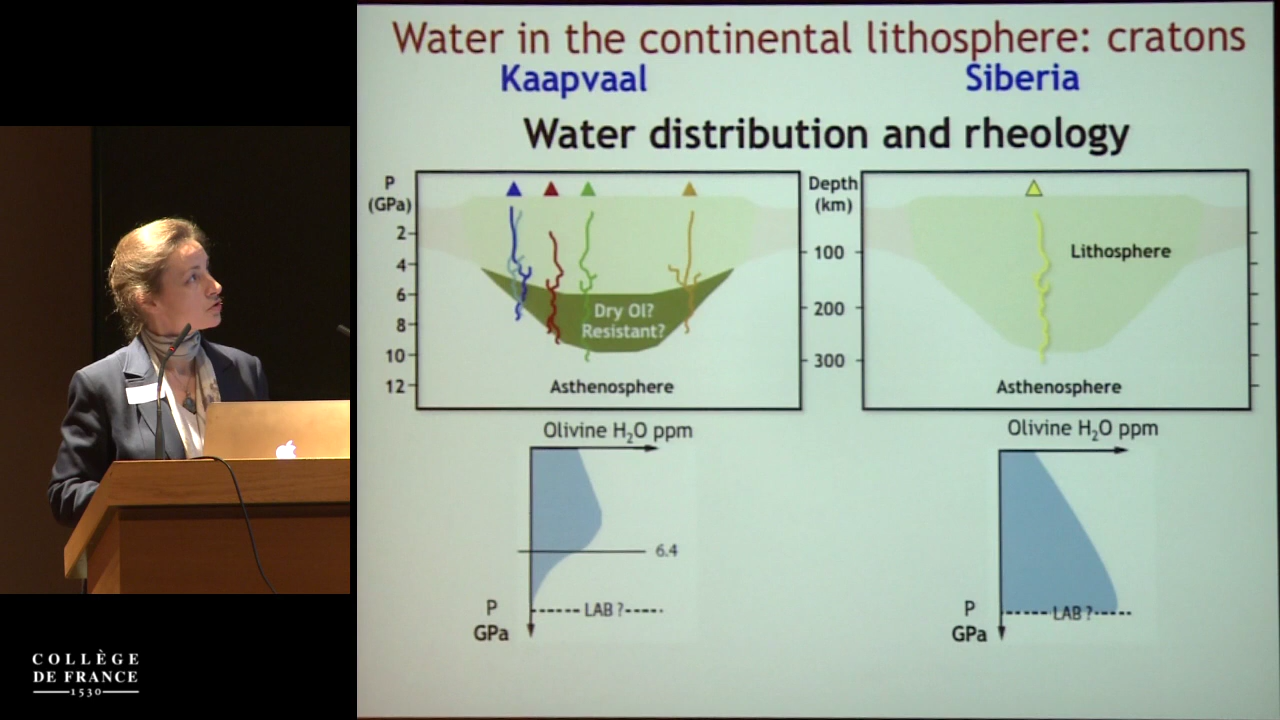 Water in the continental lithosphere: cratons
Kaapvaal
Siberia
Water distribution and rheology
P
(GPa)
2
4
6
8
10
12
Dry Ol?
Resistant?
Asthenosphere
Depth
(km)
100
200
300
Lithosphere
Asthenosphere
Olivine H₂O ppm
6.4
LAB ?
P
GPa
Olivine H₂O ppm
LAB ?
P
GPa
COLLÈGE
DE FRANCE
1530